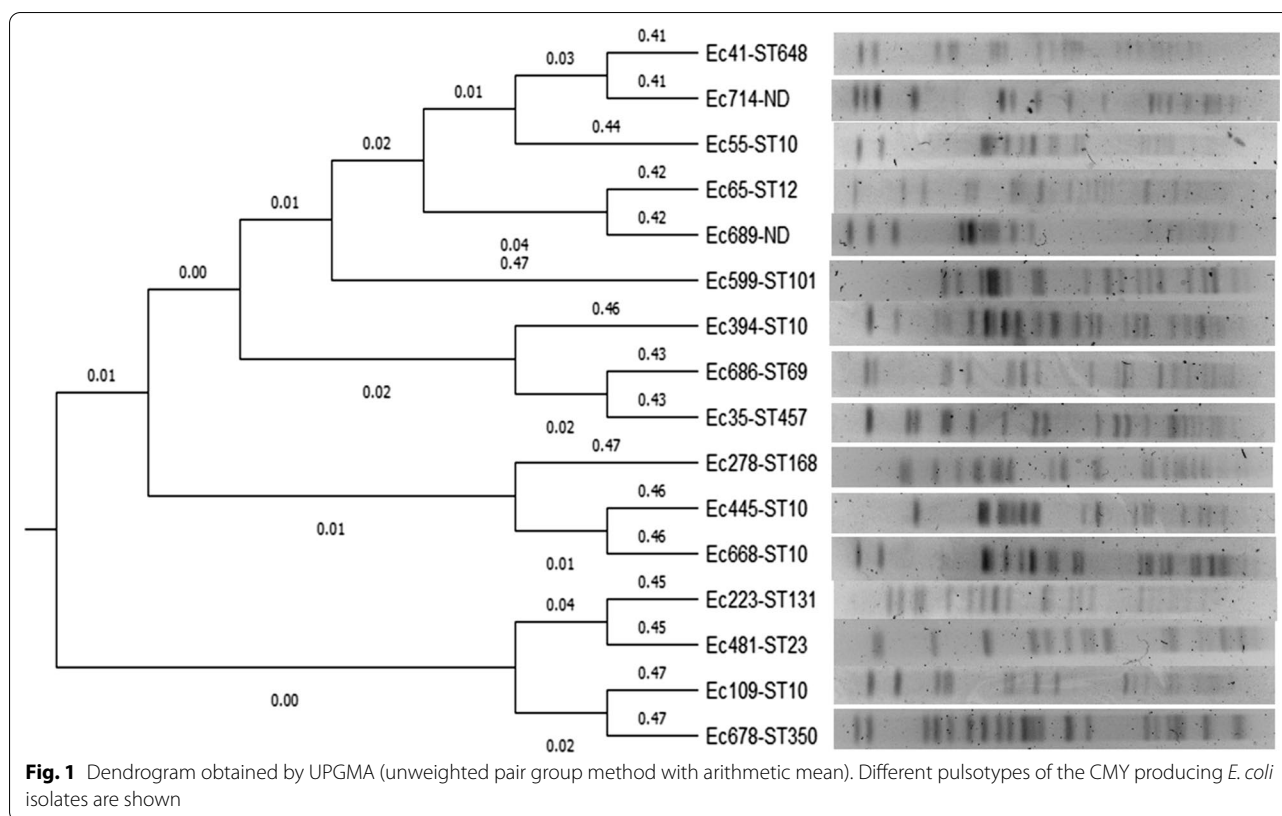 0.41
Ec41-ST648
0.03
0.41
Ec714-ND
0.01
0.44
Ec55-ST10
0.02
0.42
Ec65-ST12
0.01
0.42
Ec689-ND
0.04
0.47
Ec599-ST101
0.00
0.46
Ec394-ST10
0.43
Ec686-ST69
0.01
0.02
0.43
Ec35-ST457
0.02
0.47
Ec278-ST168
0.46
Ec445-ST10
0.01
0.46
Ec668-ST10
0.01
0.45
Ec223-ST131
0.04
0.45
Ec481-ST23
0.47
Ec109-ST10
0.00
0.47
Ec678-ST350
0.02
Fig. 1 Dendrogram obtained by UPGMA (unweighted pair group method with arithmetic mean). Different pulsotypes of the CMY producing E. coli
isolates are shown